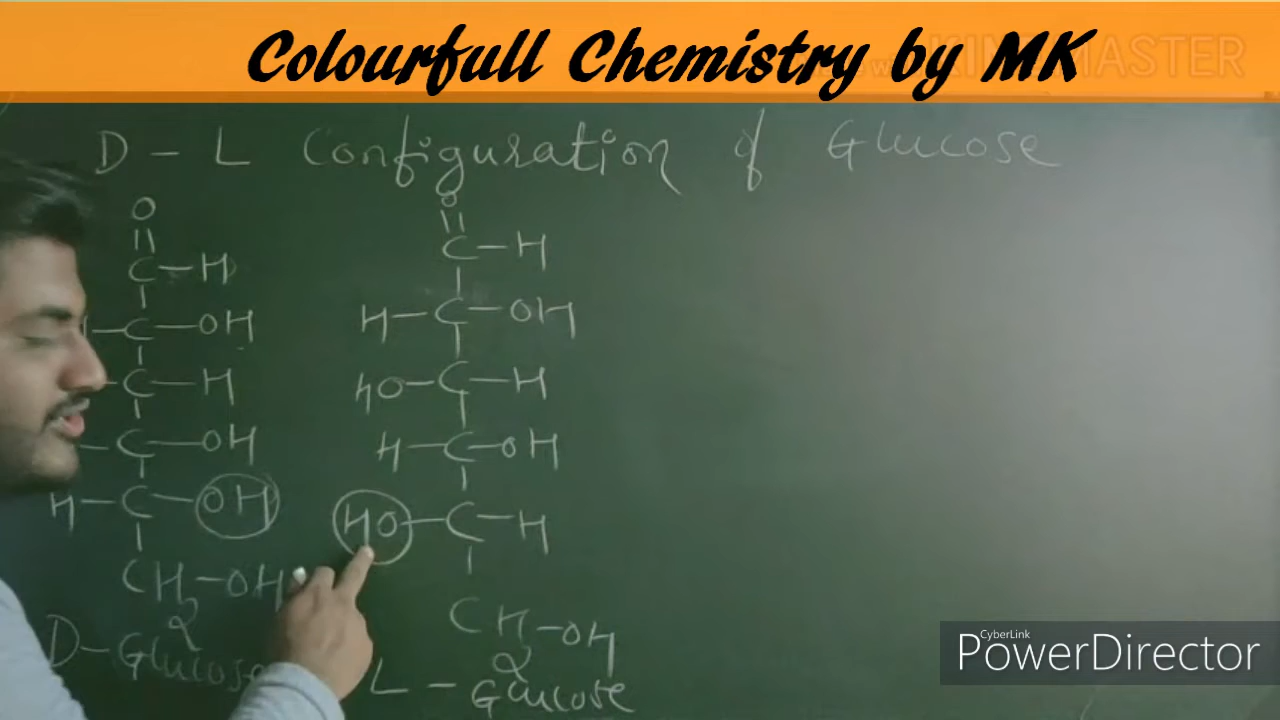 Colourfull Chemistry by MK
D - L Configuration of Glucose
O
||
C-H
C-OH
C-H
C-OH
H-C-OH
CH2-OH
D-Glucose
O
||
C-H
H-C-OH
HO-C-H
H-C-OH
HO-C-H
CH2-OH
L-Glucose
CyberLink
PowerDirector